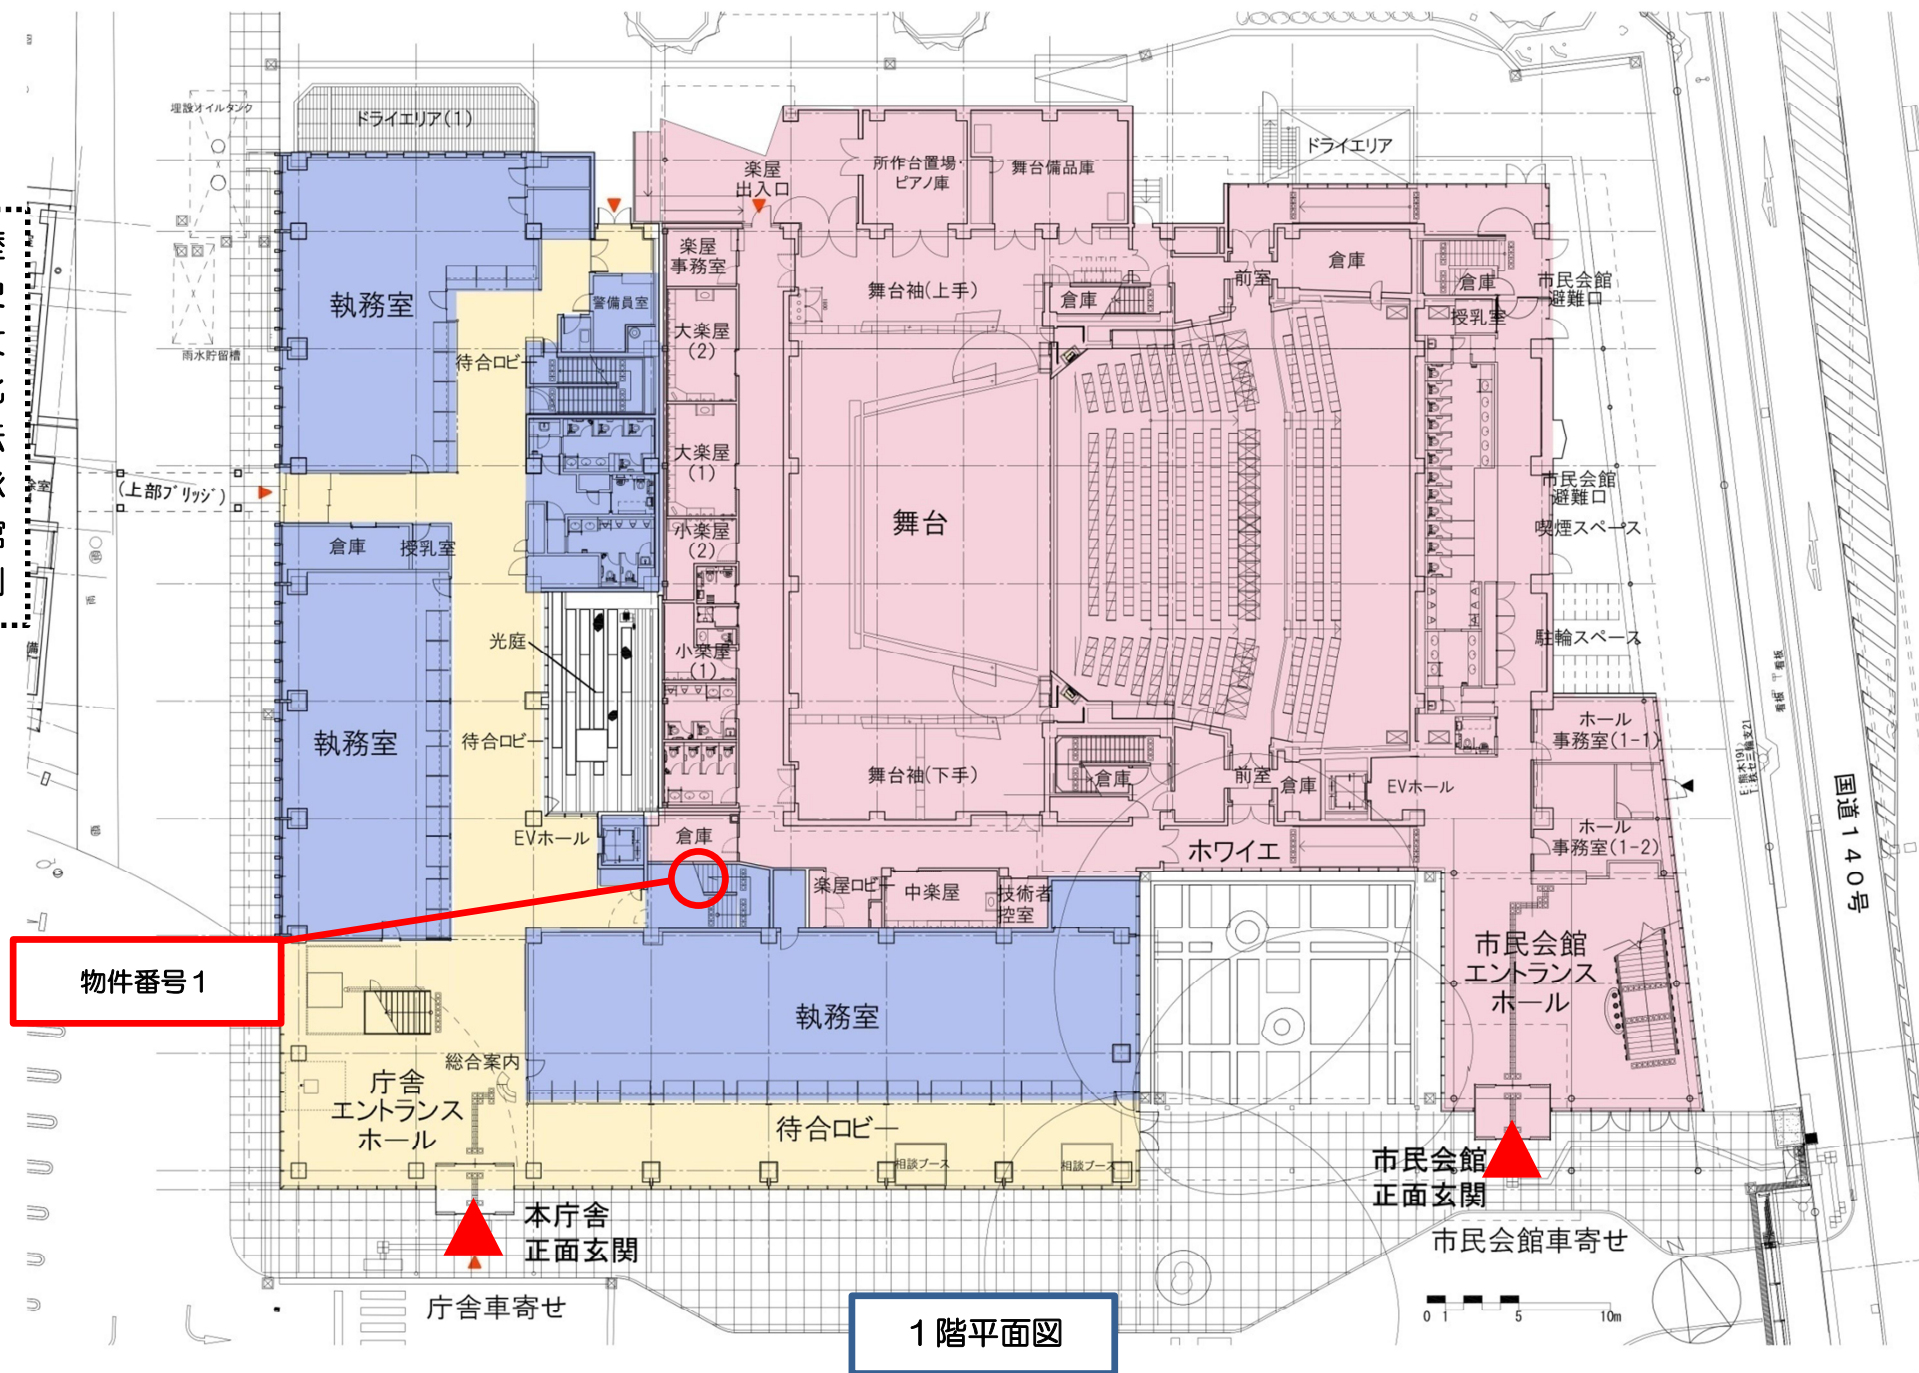 埋設オイルタンク
ドライエリア(1)
楽屋
出入口
所作台置場・
ピアノ庫
舞台備品庫
ドライエリア
執務室
警備員室
楽屋
事務室
舞台袖(上手)
倉庫
前室
倉庫
倉庫
市民会館
避難口
授乳室
雨水貯留槽
待合ロビー
大楽屋
(2)
大楽屋
(1)
(上部ブリッジ)
市民会館
避難口
喫煙スペース
倉庫
授乳室
小楽屋
(2)
舞台
光庭
小楽屋
(1)
駐輪スペース
執務室
待合ロビー
舞台袖(下手)
倉庫
前室
倉庫
EVホール
ホール
事務室(1-1)
ホール
事務室(1-2)
国道140号
EVホール
倉庫
ホワイエ
楽屋ロビー
中楽屋
技術者
控室
物件番号1
執務室
市民会館
エントランス
ホール
総合案内
庁舎
エントランス
ホール
待合ロビー
相談ブース
相談ブース
市民会館
正面玄関
本庁舎
正面玄関
市民会館車寄せ
庁舎車寄せ
1階平面図
0 1 5 10m
N